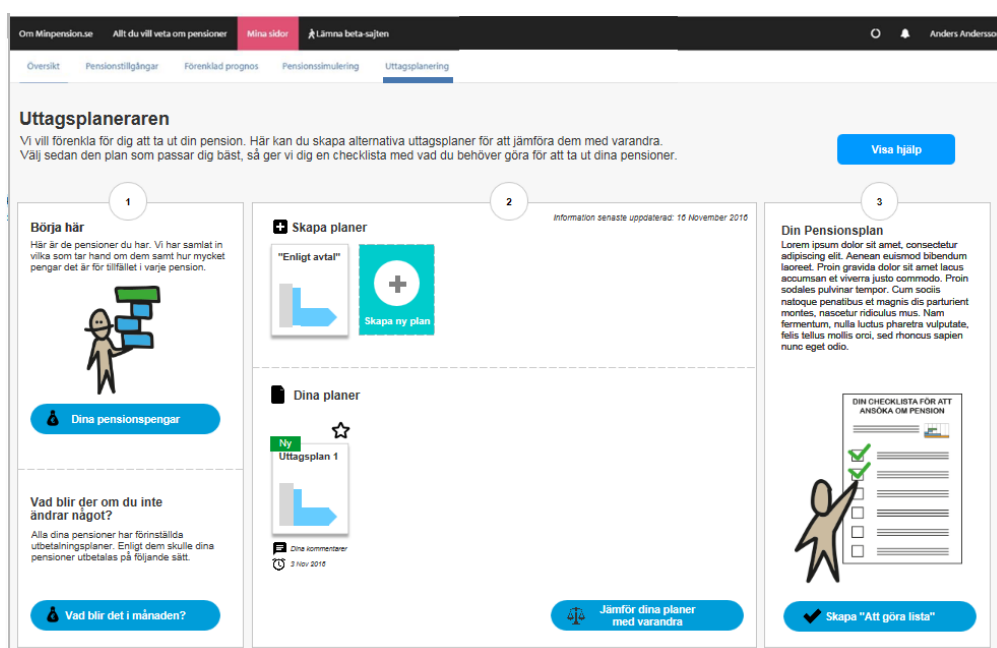 Om Minpension.se Allt du vill veta om pensioner Mina sidor Lämna beta-sajten Anders Andersso
Översikt Pensionstillgångar Förenklad prognos Pensionssimulering Uttagsplanering
Uttagsplaneraren
Vi vill förenkla för dig att ta ut din pension. Här kan du skapa alternativa uttagsplaner för att jämföra dem med varandra.
Välj sedan den plan som passar dig bäst, så ger vi dig en checklista med vad du behöver göra för att ta ut dina pensioner.
Visa hjälp
1
Börja här
Här är de pensioner du har. Vi har samlat in
vilka som tar hand om dem samt hur mycket
pengar det är för tillfället i varje pension.
Dina pensionspengar
Vad blir der om du inte
ändrar något?
Alla dina pensioner har förinställda
utbetalningsplaner. Enligt dem skulle dina
pensioner utbetalas på följande sätt.
Vad blir det i månaden?
2
Information senaste uppdaterad: 16 November 2016
Skapa planer
"Enligt avtal"
Skapa ny plan
Dina planer
Ny
Uttagsplan 1
Dina kommentarer
3 Nov 2016
Jämför dina planer
med varandra
3
Din Pensionsplan
Lorem ipsum dolor sit amet, consectetur
adipiscing elit. Aenean euismod bibendum
laoreet. Proin gravida dolor sit amet lacus
accumsan et viverra justo commodo. Proin
sodales pulvinar tempor. Cum sociis
natoque penatibus et magnis dis parturient
montes, nascetur ridiculus mus. Nam
fermentum, nulla luctus pharetra vulputate,
felis tellus mollis orci, sed rhoncus sapien
nunc eget odio.
DIN CHECKLISTA FÖR ATT
ANSÖKA OM PENSION
Skapa "Att göra lista"